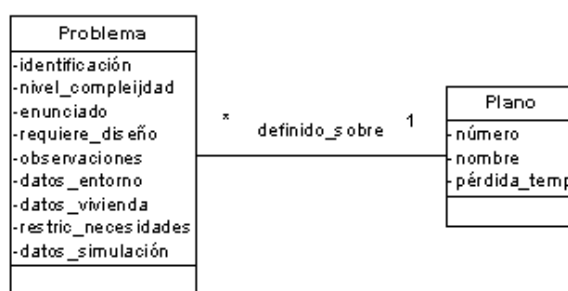 Problema
-identificación
-nivel_compleijdad
-enunciado
-requiere_diseño
-observaciones
-datos_entorno
-datos_vivienda
-restric_necesidades
-datos_simulación
* definido_sobre 1
Plano
-número
-nombre
-pérdida_temp